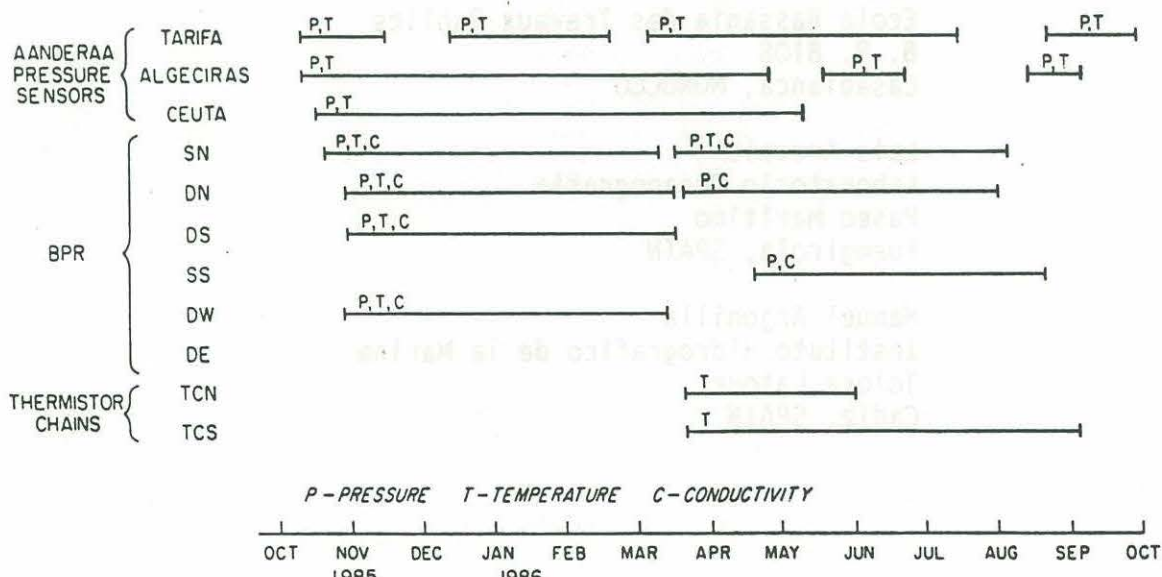 P,T P,T P,T P,T
TARIFA
AANDERAA PRESSURE SENSORS
P,T P,T P,T
ALGECIRAS
P,T
CEUTA
P,T,C P,T,C
SN
P,T,C P,C
DN
P,T,C
DS
BPR
P,C
SS
P,T,C
DW
DE
T
TCN
THERMISTOR CHAINS
T
TCS
P – PRESSURE T – TEMPERATURE C – CONDUCTIVITY
OCT NOV DEC JAN FEB MAR APR MAY JUN JUL AUG SEP OCT
1985 1986